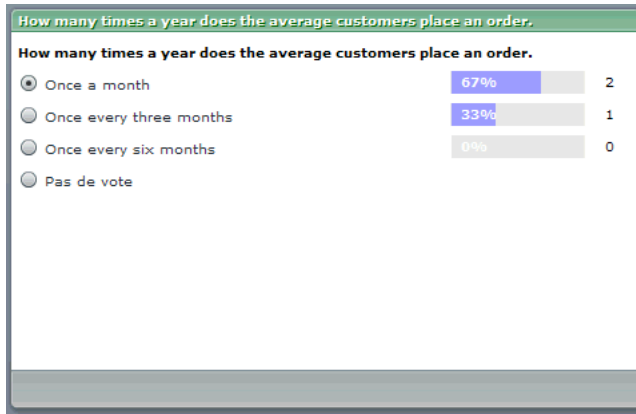 How many times a year does the average customers place an order.
How many times a year does the average customers place an order.
Once a month 67% 2
Once every three months 33% 1
Once every six months 0% 0
Pas de vote